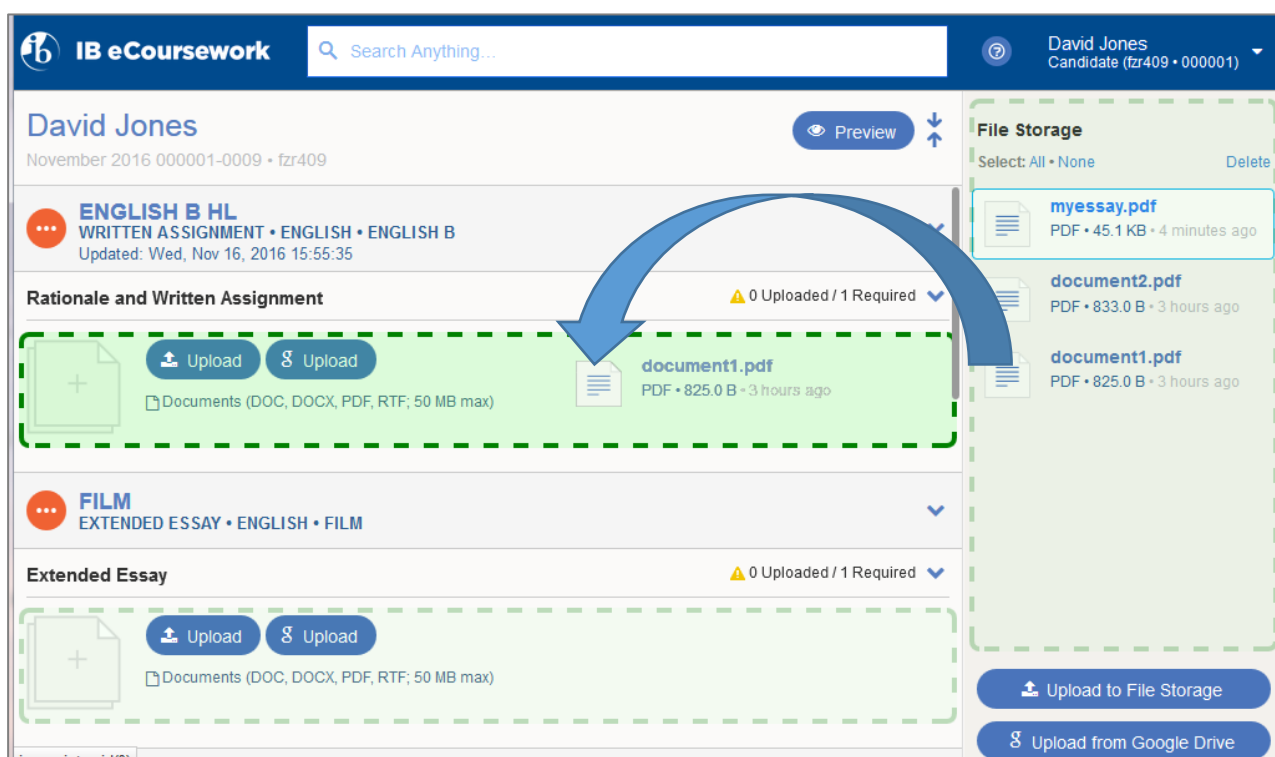 IB eCoursework
Search Anything...
David Jones
Candidate (fzr409 • 000001)
David Jones
November 2016 000001-0009 • fzr409
Preview
ENGLISH B HL
WRITTEN ASSIGNMENT • ENGLISH • ENGLISH B
Updated: Wed, Nov 16, 2016 15:55:35
Rationale and Written Assignment
0 Uploaded / 1 Required
Upload
g Upload
Documents (DOC, DOCX, PDF, RTF; 50 MB max)
document1.pdf
PDF • 825.0 B • 3 hours ago
FILM
EXTENDED ESSAY • ENGLISH • FILM
Extended Essay
0 Uploaded / 1 Required
Upload
g Upload
Documents (DOC, DOCX, PDF, RTF; 50 MB max)
File Storage
Select: All • None Delete
myessay.pdf
PDF • 45.1 KB • 4 minutes ago
document2.pdf
PDF • 833.0 B • 3 hours ago
document1.pdf
PDF • 825.0 B • 3 hours ago
Upload to File Storage
g Upload from Google Drive